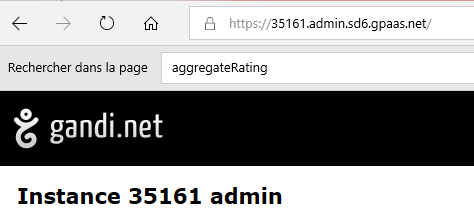 https://35161.admin.sd6.gpaas.net/
Rechercher dans la page aggregateRating
gandi.net
Instance 35161 admin